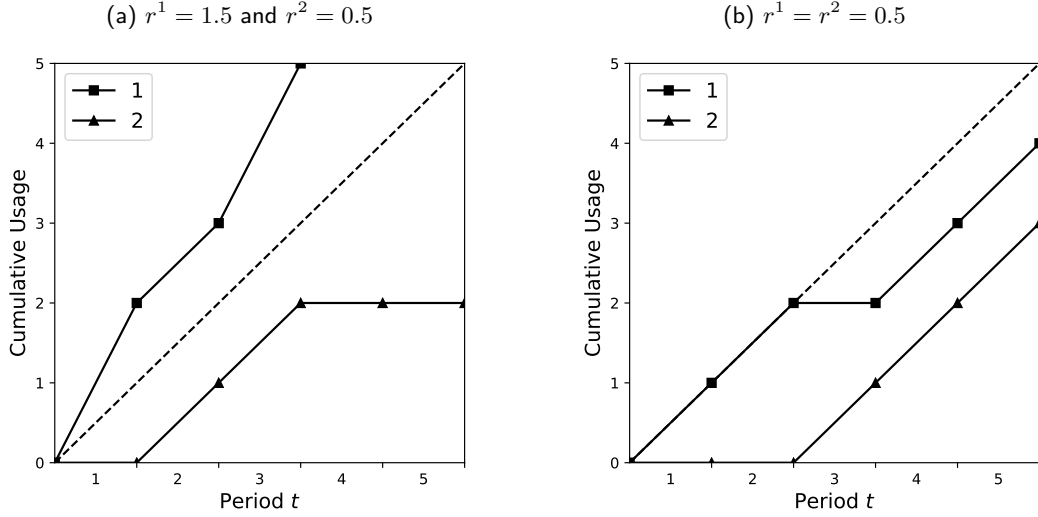 (a) r¹ = 1.5 and r² = 0.5
5
4
3
2
1
0
1
2
Cumulative Usage
1 2 3 4 5
Period t
(b) r¹ = r² = 0.5
5
4
3
2
1
0
1
2
Cumulative Usage
1 2 3 4 5
Period t